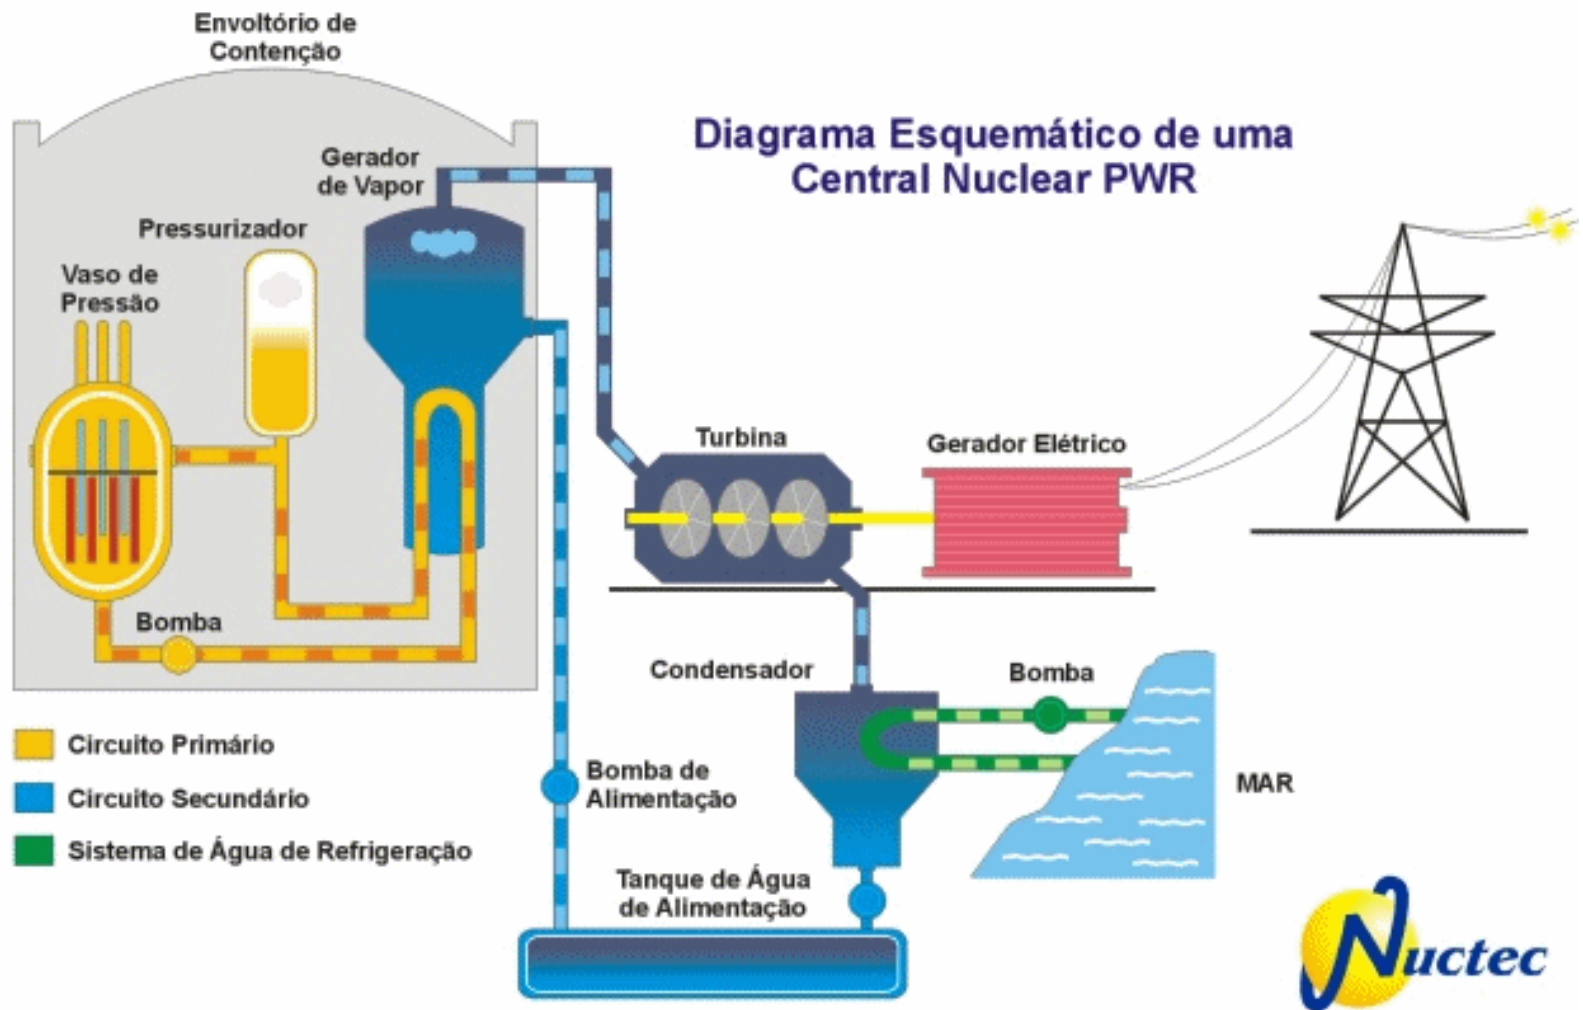 Envoltório de
Contenção
Diagrama Esquemático de uma
Central Nuclear PWR
Gerador
de Vapor
Pressurizador
Vaso de
Pressão
Turbina
Gerador Elétrico
Bomba
Condensador
Bomba
Circuito Primário
Circuito Secundário
Sistema de Água de Refrigeração
Bomba de
Alimentação
MAR
Tanque de Água
de Alimentação
Nuctec